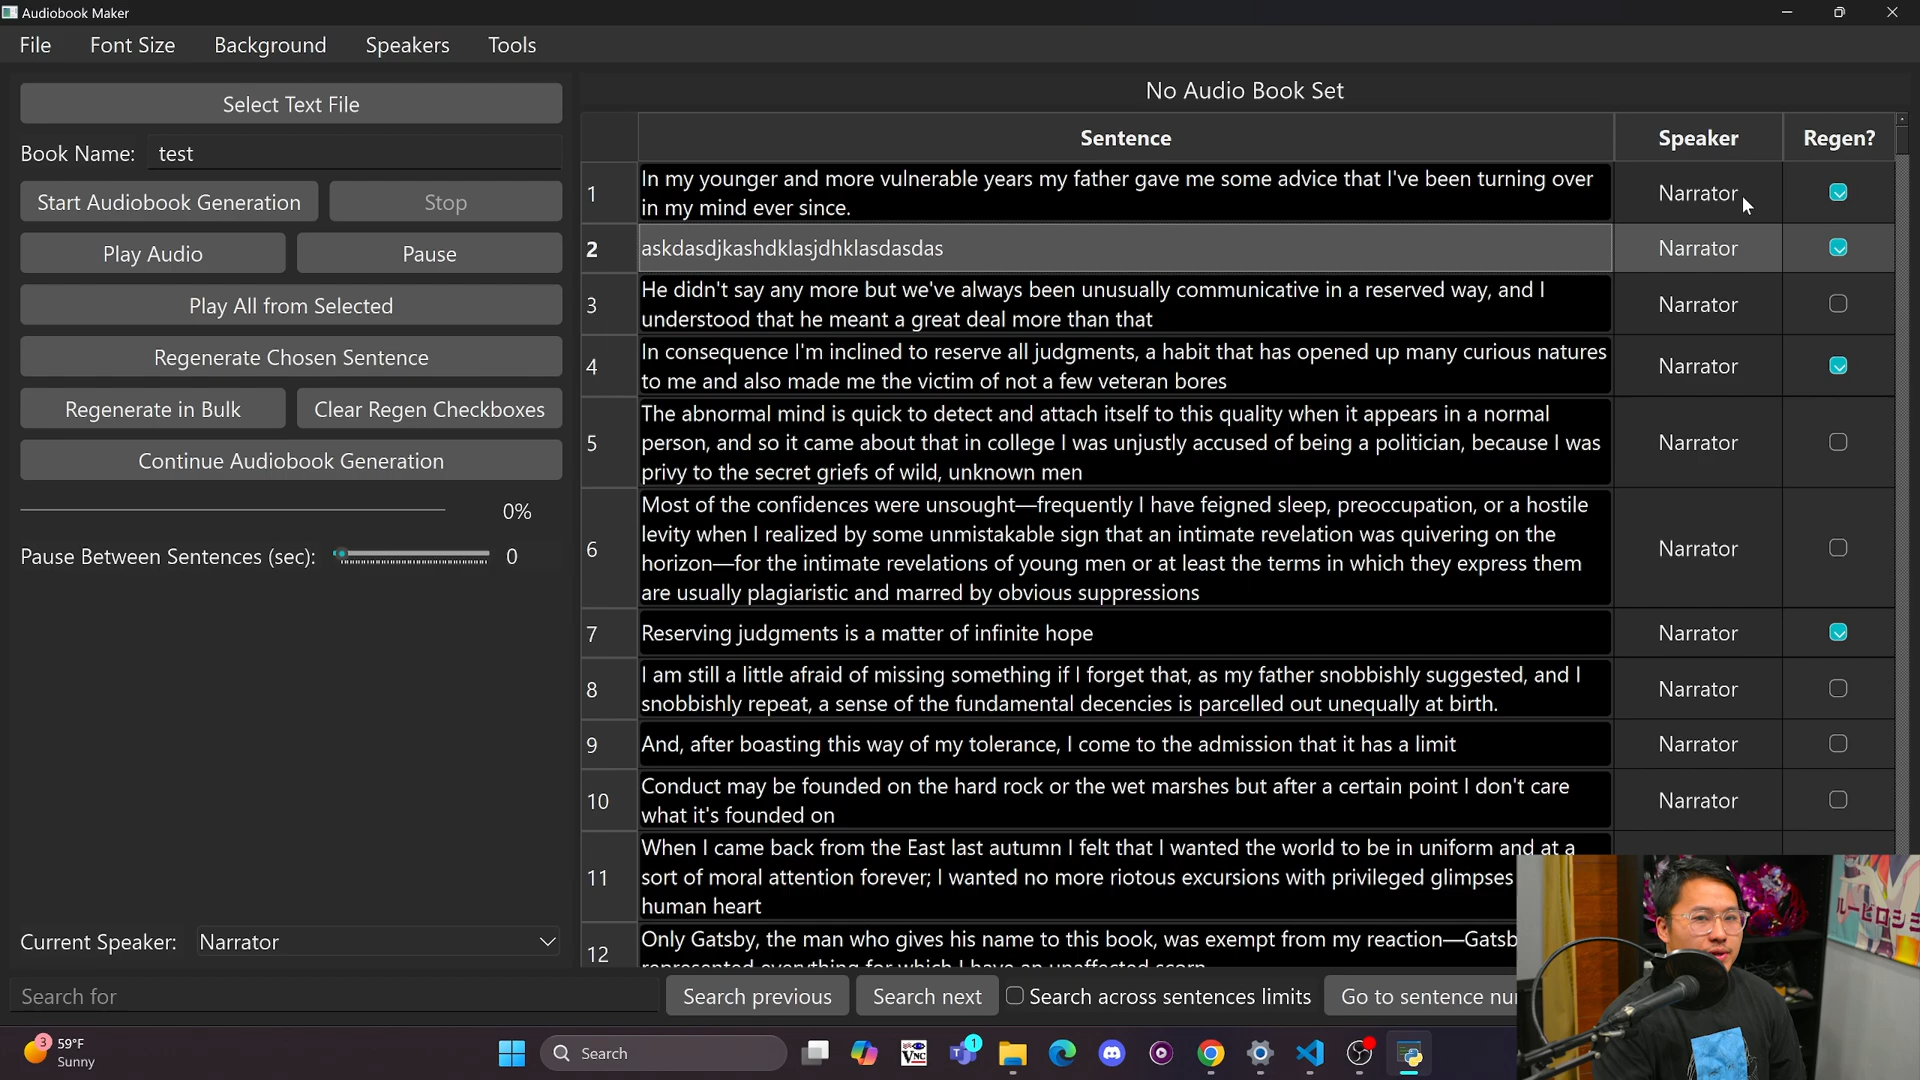 Audiobook Maker
File Font Size Background Speakers Tools
Select Text File
Book Name: test
Start Audiobook Generation Stop
Play Audio Pause
Play All from Selected
Regenerate Chosen Sentence
Regenerate in Bulk Clear Regen Checkboxes
Continue Audiobook Generation
0%
Pause Between Sentences (sec): 0
Current Speaker: Narrator
No Audio Book Set
Sentence Speaker Regen?
1 In my younger and more vulnerable years my father gave me some advice that I've been turning over Narrator
in my mind ever since.
2 askdasdjkashdklasjdhklasdasdas Narrator
3 He didn't say any more but we've always been unusually communicative in a reserved way, and I Narrator
understood that he meant a great deal more than that
4 In consequence I'm inclined to reserve all judgments, a habit that has opened up many curious natures Narrator
to me and also made me the victim of not a few veteran bores
5 The abnormal mind is quick to detect and attach itself to this quality when it appears in a normal Narrator
person, and so it came about that in college I was unjustly accused of being a politician, because I was
privy to the secret griefs of wild, unknown men
6 Most of the confidences were unsought—frequently I have feigned sleep, preoccupation, or a hostile Narrator
levity when I realized by some unmistakable sign that an intimate revelation was quivering on the
horizon—for the intimate revelations of young men or at least the terms in which they express them
are usually plagiaristic and marred by obvious suppressions
7 Reserving judgments is a matter of infinite hope Narrator
8 I am still a little afraid of missing something if I forget that, as my father snobbishly suggested, and I Narrator
snobbishly repeat, a sense of the fundamental decencies is parcelled out unequally at birth.
9 And, after boasting this way of my tolerance, I come to the admission that it has a limit Narrator
10 Conduct may be founded on the hard rock or the wet marshes but after a certain point I don't care Narrator
what it's founded on
11 When I came back from the East last autumn I felt that I wanted the world to be in uniform and at a
sort of moral attention forever; I wanted no more riotous excursions with privileged glimpses
human heart
12 Only Gatsby, the man who gives his name to this book, was exempt from my reaction—Gatsb
represented everything for which I have an unaffected scorn
Search for Search previous Search next Search across sentences limits Go to sentence nu
3 59°F
Sunny
Search
VNC
1